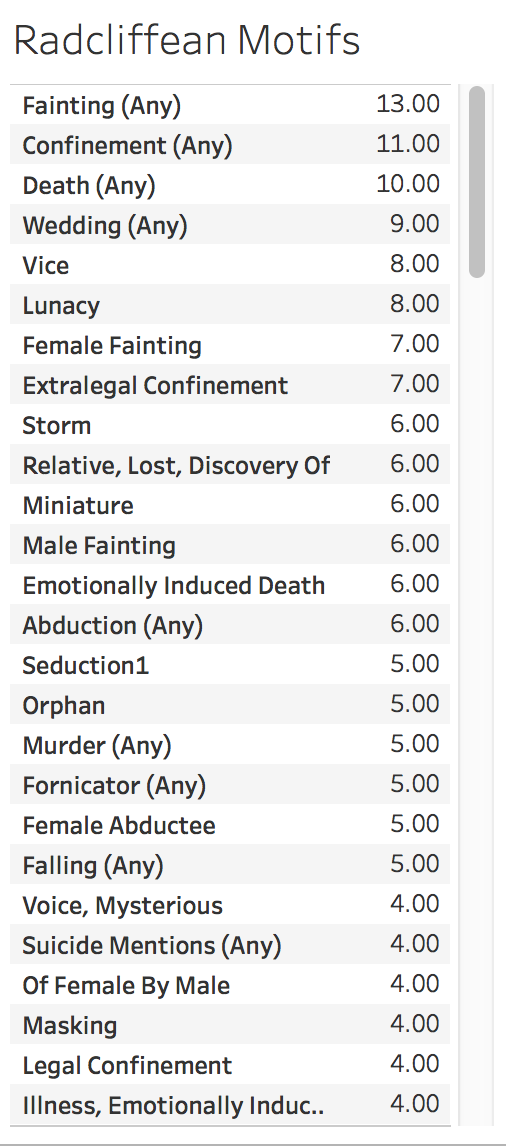 Radcliffean Motifs
Fainting (Any) 13.00
Confinement (Any) 11.00
Death (Any) 10.00
Wedding (Any) 9.00
Vice 8.00
Lunacy 8.00
Female Fainting 7.00
Extralegal Confinement 7.00
Storm 6.00
Relative, Lost, Discovery Of 6.00
Miniature 6.00
Male Fainting 6.00
Emotionally Induced Death 6.00
Abduction (Any) 6.00
Seduction1 5.00
Orphan 5.00
Murder (Any) 5.00
Fornicator (Any) 5.00
Female Abductee 5.00
Falling (Any) 5.00
Voice, Mysterious 4.00
Suicide Mentions (Any) 4.00
Of Female By Male 4.00
Masking 4.00
Legal Confinement 4.00
Illness, Emotionally Induc.. 4.00